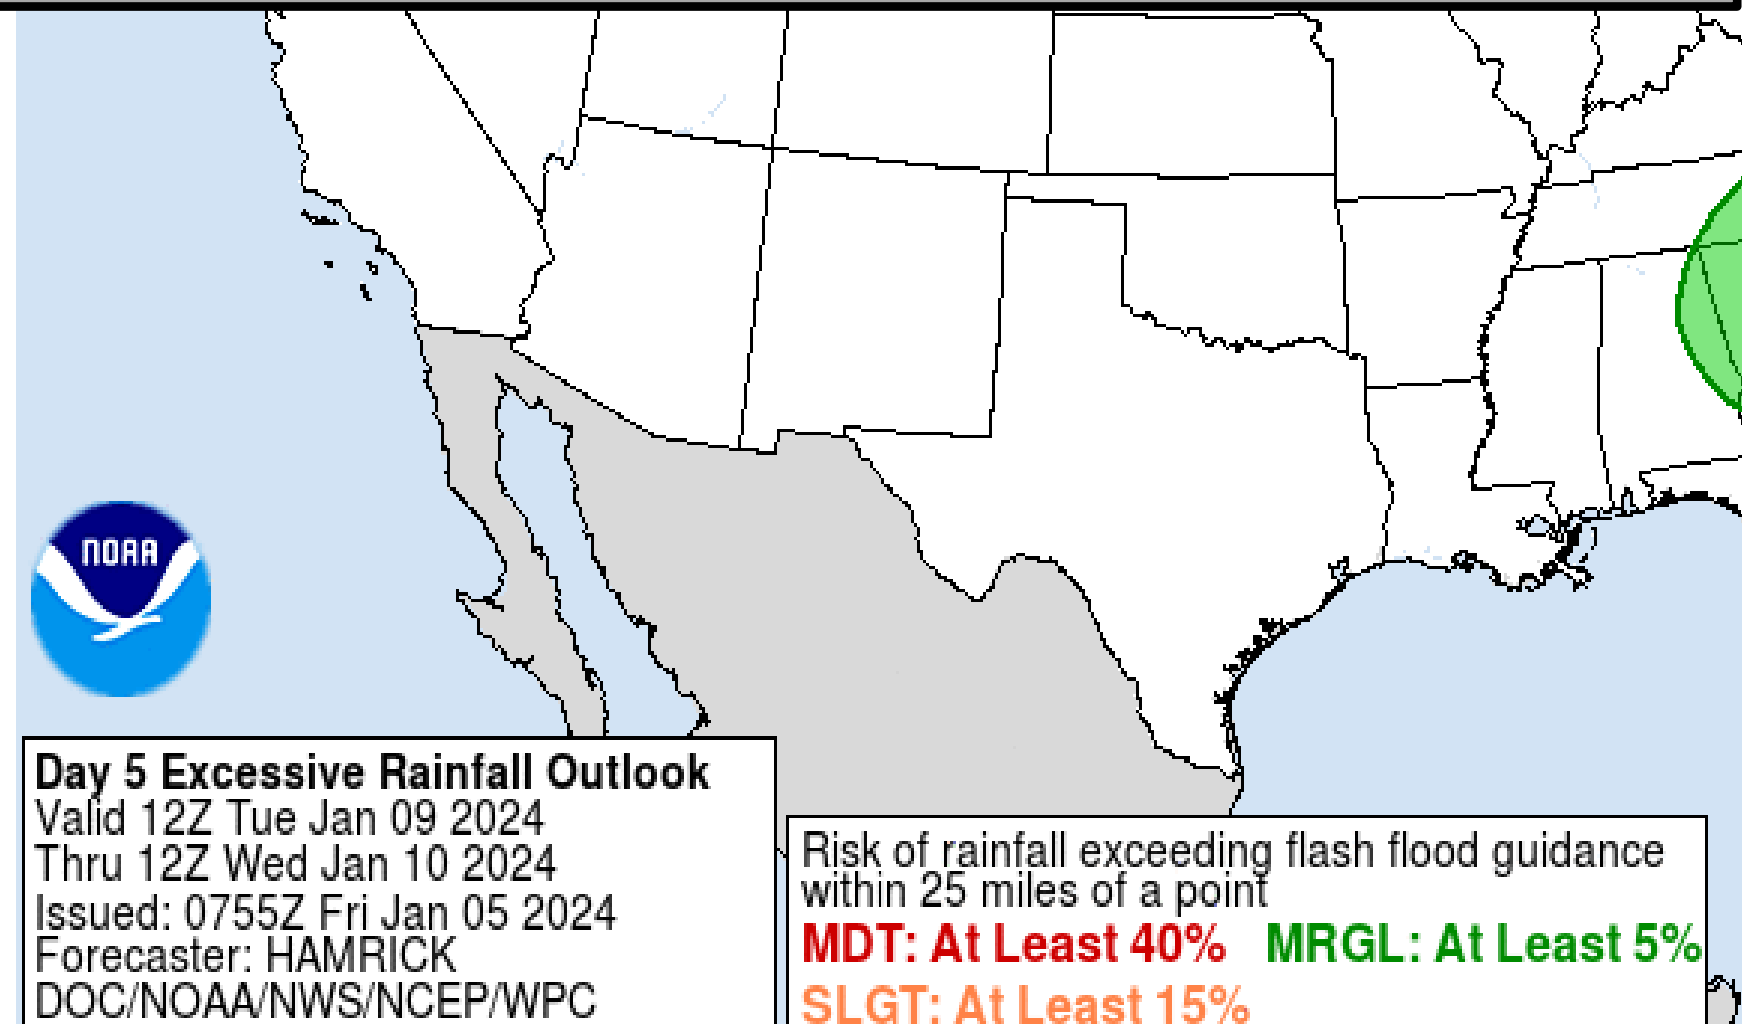 NOAA
Day 5 Excessive Rainfall Outlook
Valid 12Z Tue Jan 09 2024
Thru 12Z Wed Jan 10 2024
Issued: 0755Z Fri Jan 05 2024
Forecaster: HAMRICK
DOC/NOAA/NWS/NCEP/WPC
Risk of rainfall exceeding flash flood guidance
within 25 miles of a point
MDT: At Least 40% MRGL: At Least 5%
SLGT: At Least 15%